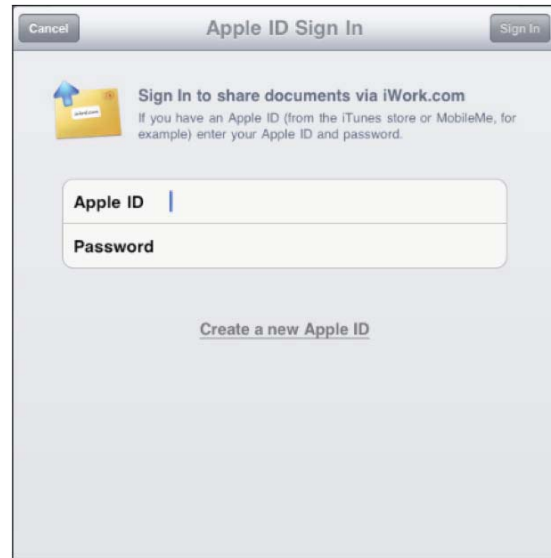 Cancel
Apple ID Sign In
Sign In
Sign In to share documents via iWork.com
If you have an Apple ID (from the iTunes store or MobileMe, for
example) enter your Apple ID and password.
Apple ID
Password
Create a new Apple ID